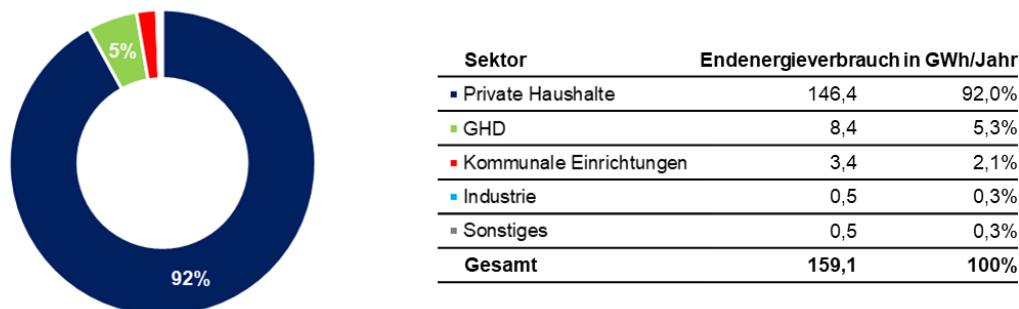 5%
92%
Sektor Endenergieverbrauch in GWh/Jahr
Private Haushalte 146,4 92,0%
GHD 8,4 5,3%
Kommunale Einrichtungen 3,4 2,1%
Industrie 0,5 0,3%
Sonstiges 0,5 0,3%
Gesamt 159,1 100%